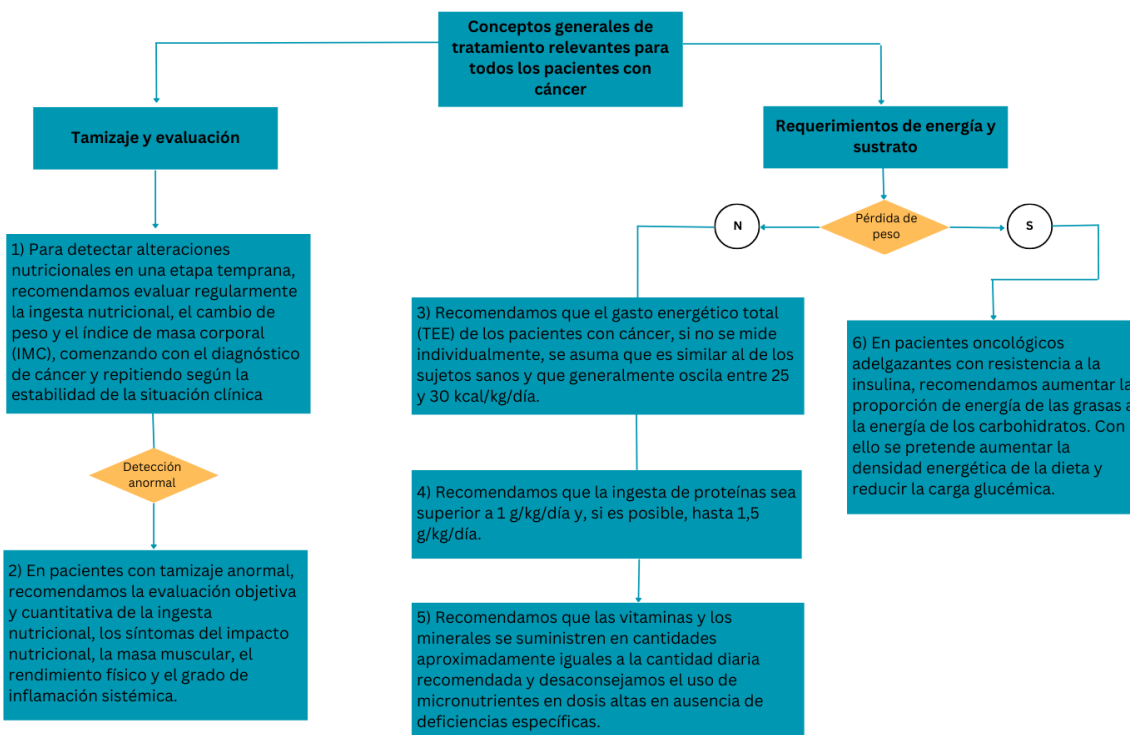 Conceptos generales de
tratamiento relevantes para
todos los pacientes con
cáncer
Tamizaje y evaluación
Requerimientos de energía y
sustrato
Pérdida de
peso
N
S
1) Para detectar alteraciones
nutricionales en una etapa temprana,
recomendamos evaluar regularmente
la ingesta nutricional, el cambio de
peso y el índice de masa corporal
(IMC), comenzando con el diagnóstico
de cáncer y repitiendo según la
estabilidad de la situación clínica
Detección
anormal
2) En pacientes con tamizaje anormal,
recomendamos la evaluación objetiva
y cuantitativa de la ingesta
nutricional, los síntomas del impacto
nutricional, la masa muscular, el
rendimiento físico y el grado de
inflamación sistémica.
3) Recomendamos que el gasto energético total
(TEE) de los pacientes con cáncer, si no se mide
individualmente, se asuma que es similar al de los
sujetos sanos y que generalmente oscila entre 25
y 30 kcal/kg/día.
4) Recomendamos que la ingesta de proteínas sea
superior a 1 g/kg/día y, si es posible, hasta 1,5
g/kg/día.
5) Recomendamos que las vitaminas y los
minerales se suministren en cantidades
aproximadamente iguales a la cantidad diaria
recomendada y desaconsejamos el uso de
micronutrientes en dosis altas en ausencia de
deficiencias específicas.
6) En pacientes oncológicos
adelgazantes con resistencia a la
insulina, recomendamos aumentar la
proporción de energía de las grasas a
la energía de los carbohidratos. Con
ello se pretende aumentar la
densidad energética de la dieta y
reducir la carga glucémica.